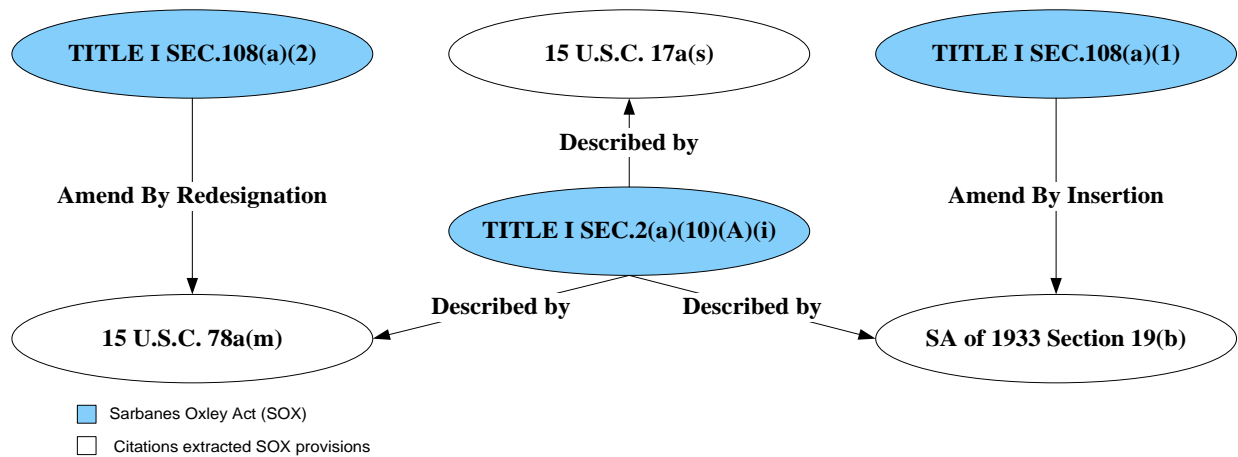 TITLE I SEC.108(a)(2)
15 U.S.C. 17a(s)
TITLE I SEC.108(a)(1)
Described by
Amend By Redesignation
Amend By Insertion
TITLE I SEC.2(a)(10)(A)(i)
Described by
Described by
15 U.S.C. 78a(m)
SA of 1933 Section 19(b)
Sarbanes Oxley Act (SOX)
Citations extracted SOX provisions